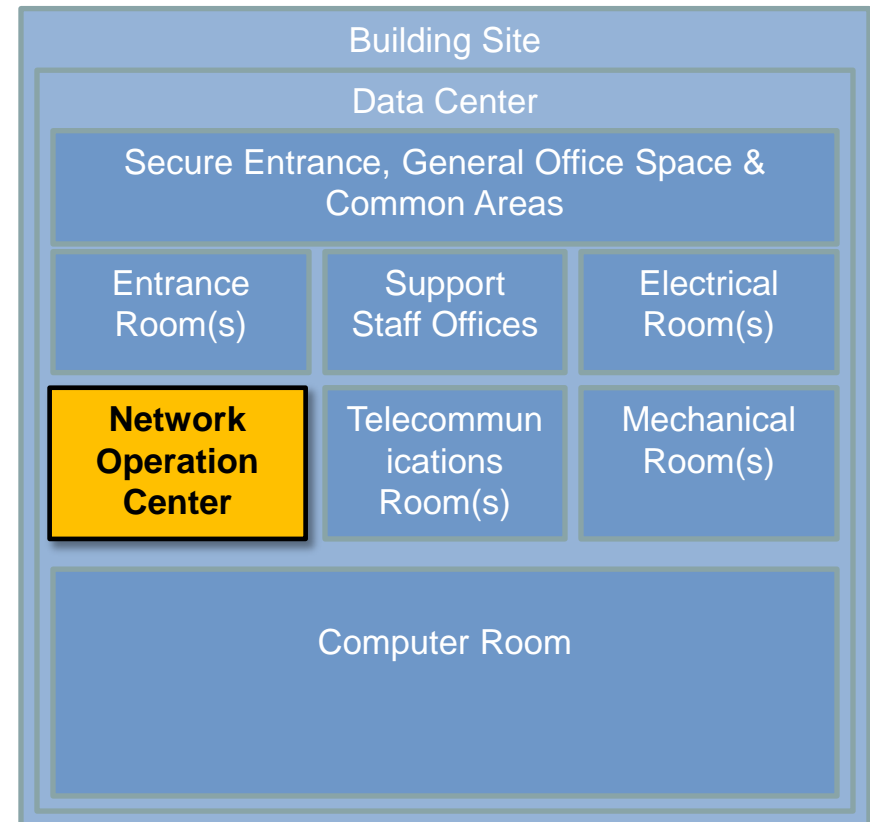 Building Site
Data Center
Secure Entrance, General Office Space &
Common Areas
Entrance
Room(s)
Support
Staff Offices
Electrical
Room(s)
Network
Operation
Center
Telecommun
ications
Room(s)
Mechanical
Room(s)
Computer Room